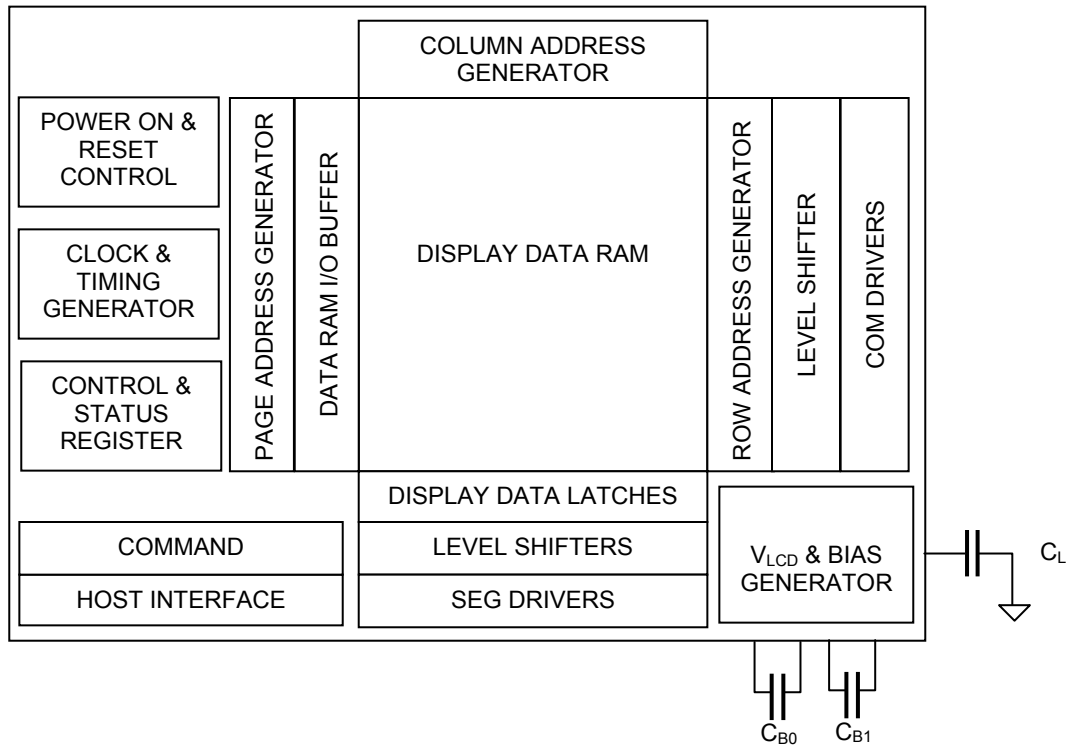 COLUMN ADDRESS
GENERATOR
POWER ON &
RESET
CONTROL
CLOCK &
TIMING
GENERATOR
CONTROL &
STATUS
REGISTER
PAGE ADDRESS GENERATOR
DATA RAM I/O BUFFER
DISPLAY DATA RAM
ROW ADDRESS GENERATOR
LEVEL SHIFTER
COM DRIVERS
DISPLAY DATA LATCHES
COMMAND
LEVEL SHIFTERS
HOST INTERFACE
SEG DRIVERS
VLCD & BIAS
GENERATOR
CL
CB0
CB1